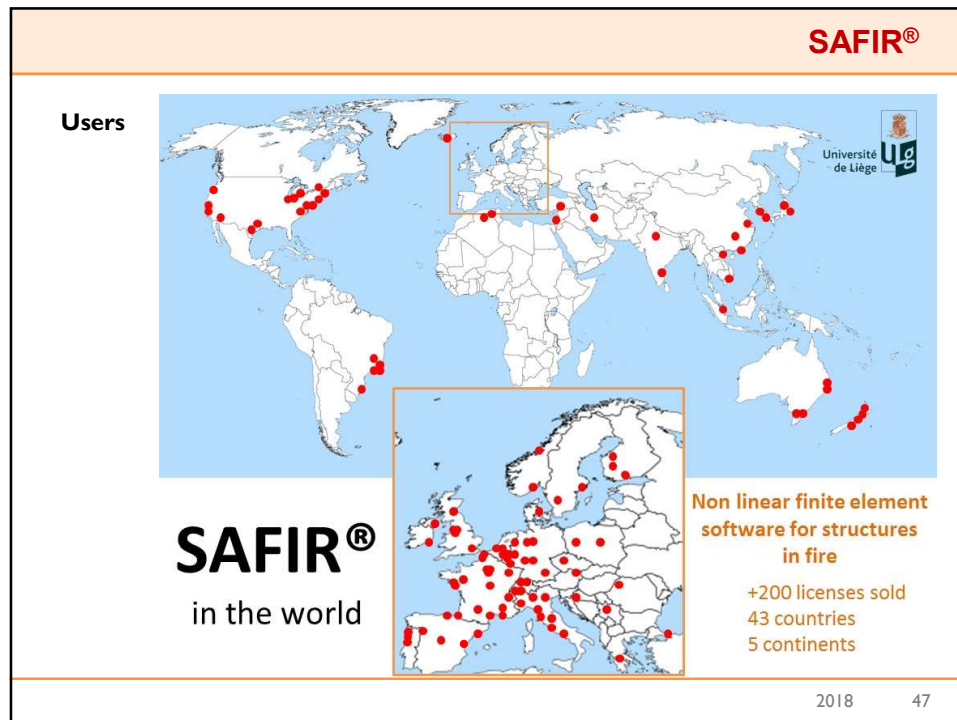 SAFIR®
Users
Université
de Liège
ULg
SAFIR®
in the world
Non linear finite element
software for structures
in fire
+200 licenses sold
43 countries
5 continents
2018
47